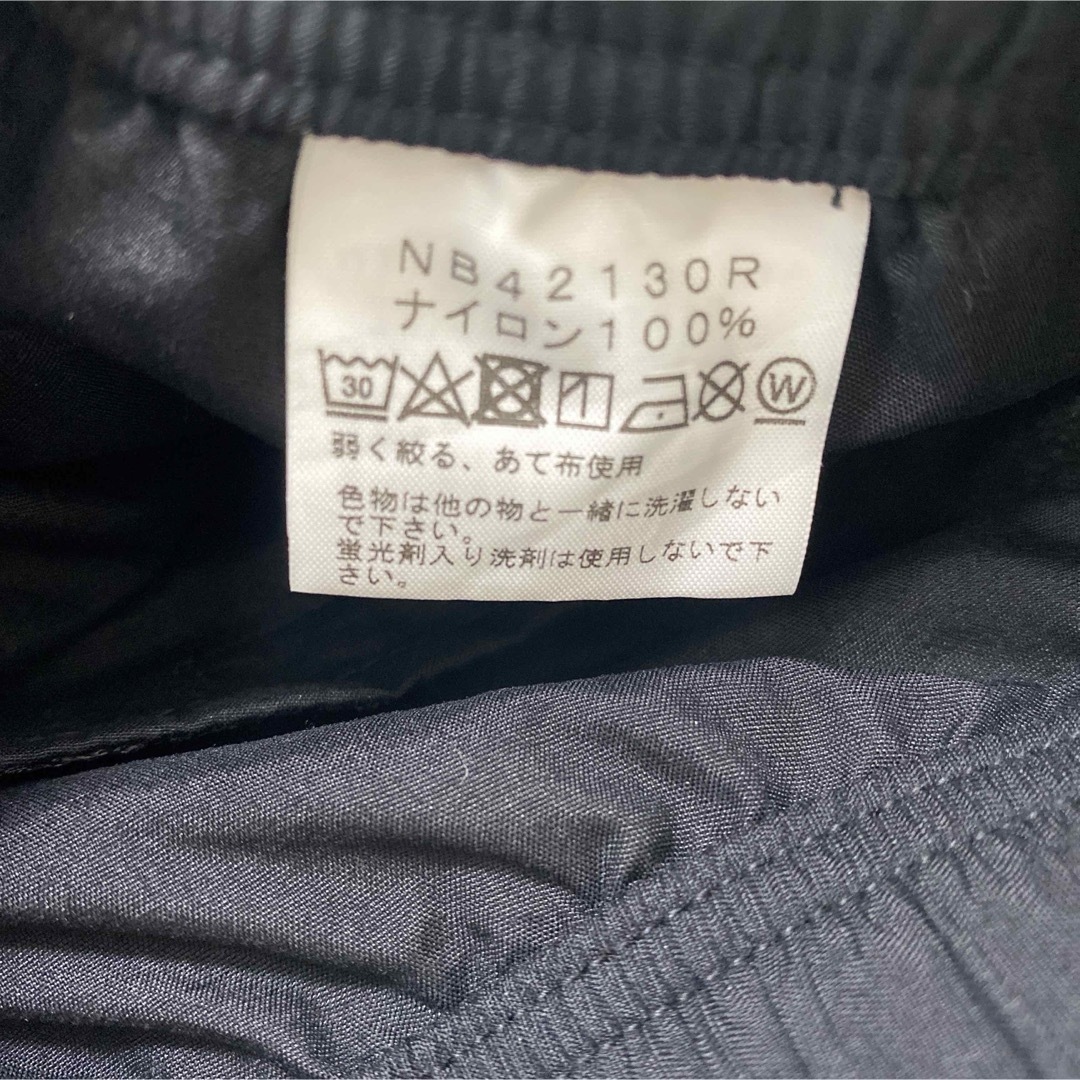 NB42130R
ナイロン100%
30 W
弱く絞る、あて布使用
色物は他の物と一緒に洗濯しない
で下さい。
蛍光剤入り洗剤は使用しないで下
さい。